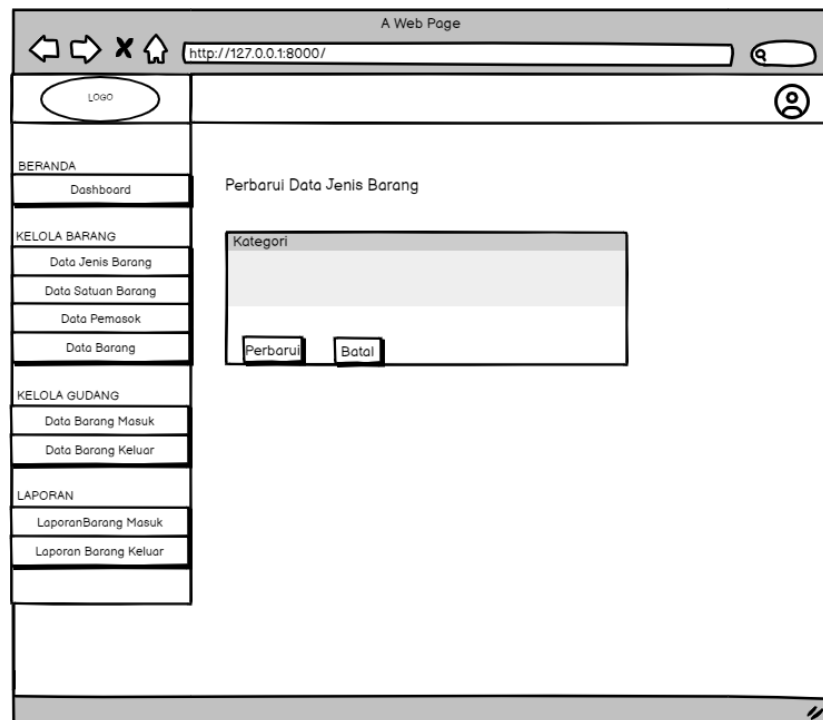 A Web Page
http://127.0.0.1:8000/
LOGO
BERANDA
Dashboard
KELOLA BARANG
Data Jenis Barang
Data Satuan Barang
Data Pemasok
Data Barang
KELOLA GUDANG
Data Barang Masuk
Data Barang Keluar
LAPORAN
LaporanBarang Masuk
Laporan Barang Keluar
Perbarui Data Jenis Barang
Kategori
Perbarui
Batal